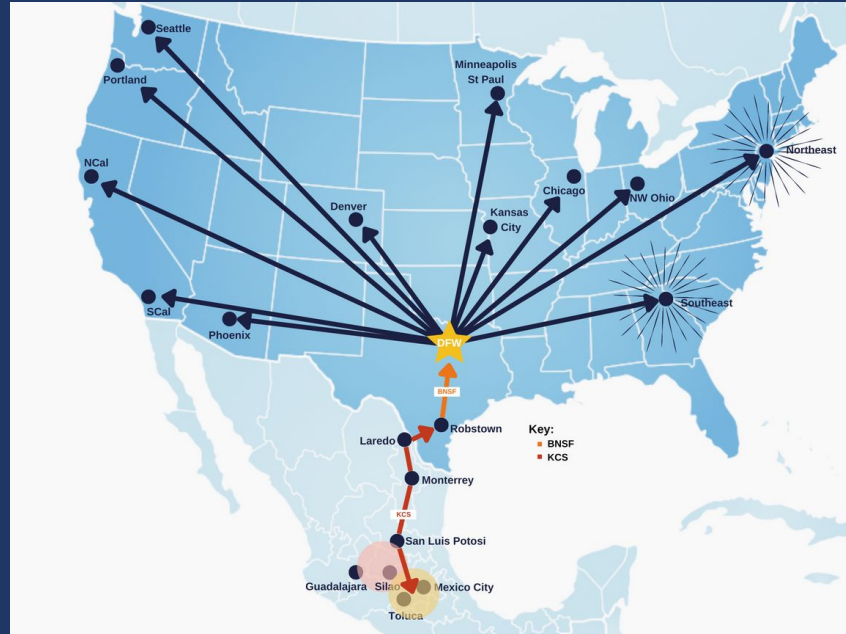 Seattle
Portland
Minneapolis
St Paul
NCal
Northeast
Chicago
NW Ohio
Denver
Kansas
City
SCal
Southeast
Phoenix
DFW
BNSF
Robstown
Key:
BNSF
KCS
Laredo
Monterrey
KCS
San Luis Potosi
Guadalajara
Silao
Mexico City
Toluca